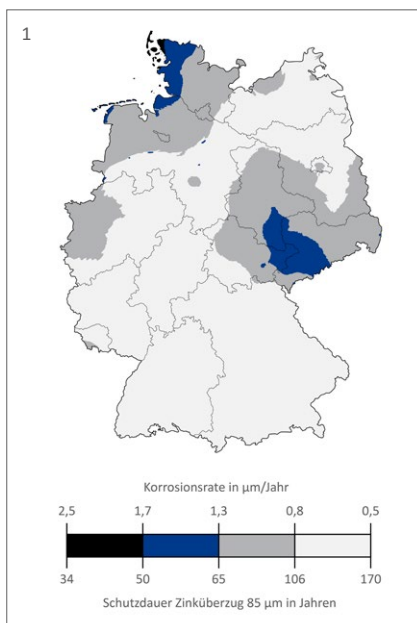 1
Korrosionsrate in µm/Jahr
2,5 1,7 1,3 0,8 0,5
34 50 65 106 170
Schutzdauer Zinküberzug 85 µm in Jahren